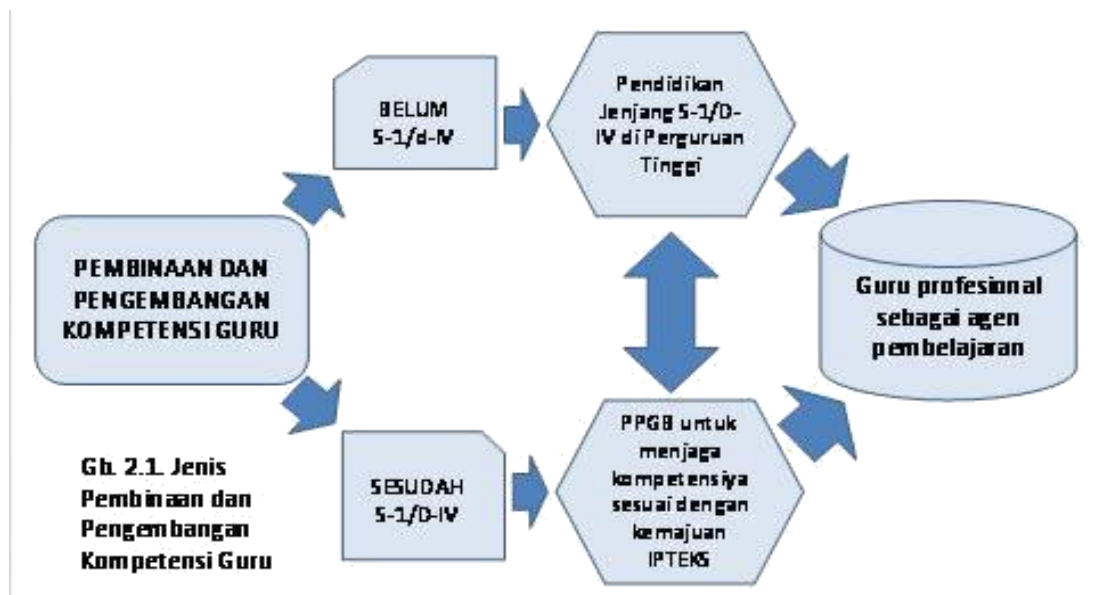 PEMBINAAN DAN
PENGEMBANGAN
KOMPETENSI GURU
BELUM
S-1/d-IV
Pendidikan
Jenjang S-1/D-
IV di Perguruan
Tinggi
SESUDAH
S-1/D-IV
PPGB untuk
menjaga
kompetensiya
sesuai dengan
kemajuan
IPTEKS
Guru profesional
sebagai agen
pembelajaran
Gb. 2.1. Jenis
Pembinaan dan
Pengembangan
Kompetensi Guru